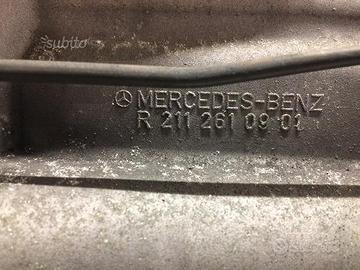 subito
MERCEDES-BENZ
R 211 261 09 01